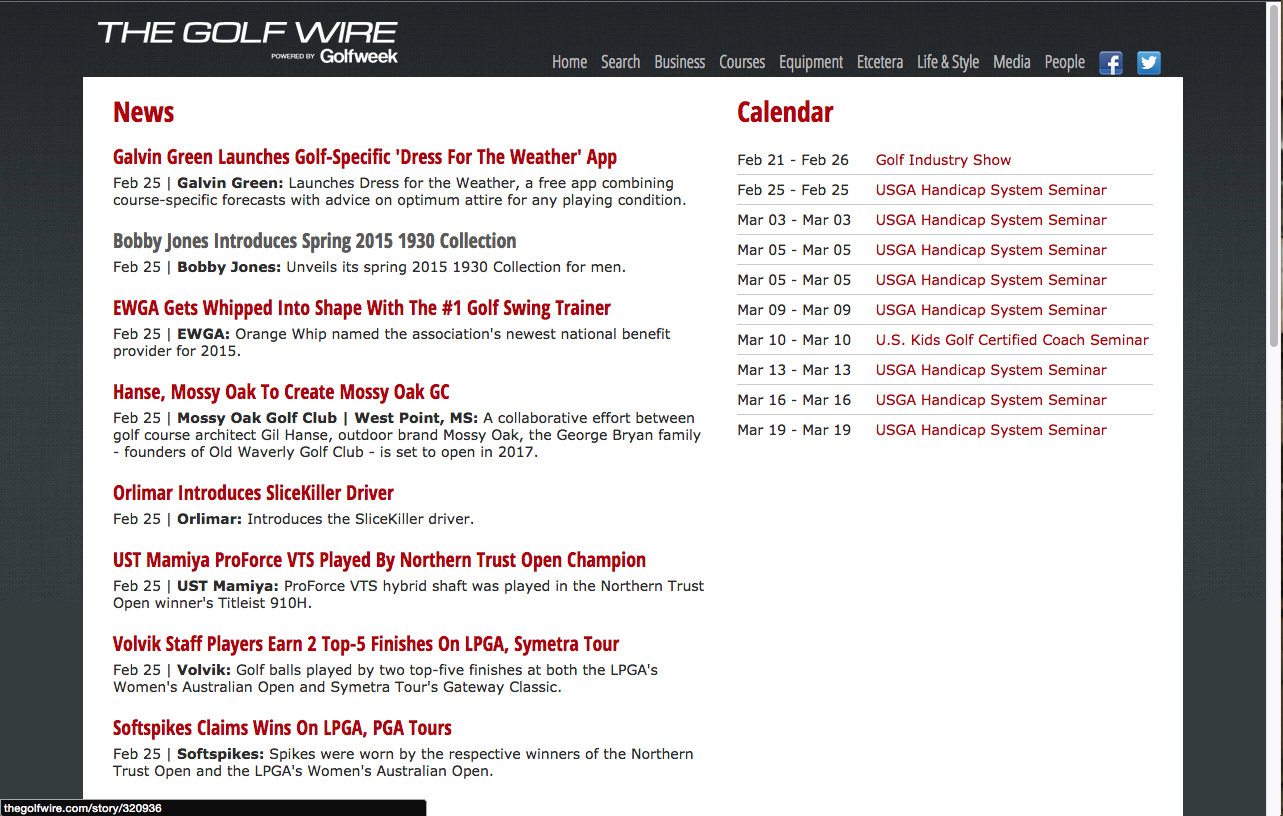 THE GOLF WIRE
POWERED BY Golfweek
Home Search Business Courses Equipment Etcetera Life & Style Media People
News
Galvin Green Launches Golf-Specific 'Dress For The Weather' App
Feb 25 | Galvin Green: Launches Dress for the Weather, a free app combining
course-specific forecasts with advice on optimum attire for any playing condition.
Bobby Jones Introduces Spring 2015 1930 Collection
Feb 25 | Bobby Jones: Unveils its spring 2015 1930 Collection for men.
EWGA Gets Whipped Into Shape With The #1 Golf Swing Trainer
Feb 25 | EWGA: Orange Whip named the association's newest national benefit
provider for 2015.
Hanse, Mossy Oak To Create Mossy Oak GC
Feb 25 | Mossy Oak Golf Club | West Point, MS: A collaborative effort between
golf course architect Gil Hanse, outdoor brand Mossy Oak, the George Bryan family
- founders of Old Waverly Golf Club - is set to open in 2017.
Orlimar Introduces SliceKiller Driver
Feb 25 | Orlimar: Introduces the SliceKiller driver.
UST Mamiya ProForce VTS Played By Northern Trust Open Champion
Feb 25 | UST Mamiya: ProForce VTS hybrid shaft was played in the Northern Trust
Open winner's Titleist 910H.
Volvik Staff Players Earn 2 Top-5 Finishes On LPGA, Symetra Tour
Feb 25 | Volvik: Golf balls played by two top-five finishes at both the LPGA's
Women's Australian Open and Symetra Tour's Gateway Classic.
Softspikes Claims Wins On LPGA, PGA Tours
Feb 25 | Softspikes: Spikes were worn by the respective winners of the Northern
Trust Open and the LPGA's Women's Australian Open.
Calendar
Feb 21 - Feb 26 Golf Industry Show
Feb 25 - Feb 25 USGA Handicap System Seminar
Mar 03 - Mar 03 USGA Handicap System Seminar
Mar 05 - Mar 05 USGA Handicap System Seminar
Mar 05 - Mar 05 USGA Handicap System Seminar
Mar 09 - Mar 09 USGA Handicap System Seminar
Mar 10 - Mar 10 U.S. Kids Golf Certified Coach Seminar
Mar 13 - Mar 13 USGA Handicap System Seminar
Mar 16 - Mar 16 USGA Handicap System Seminar
Mar 19 - Mar 19 USGA Handicap System Seminar
thegolfwire.com/story/320936